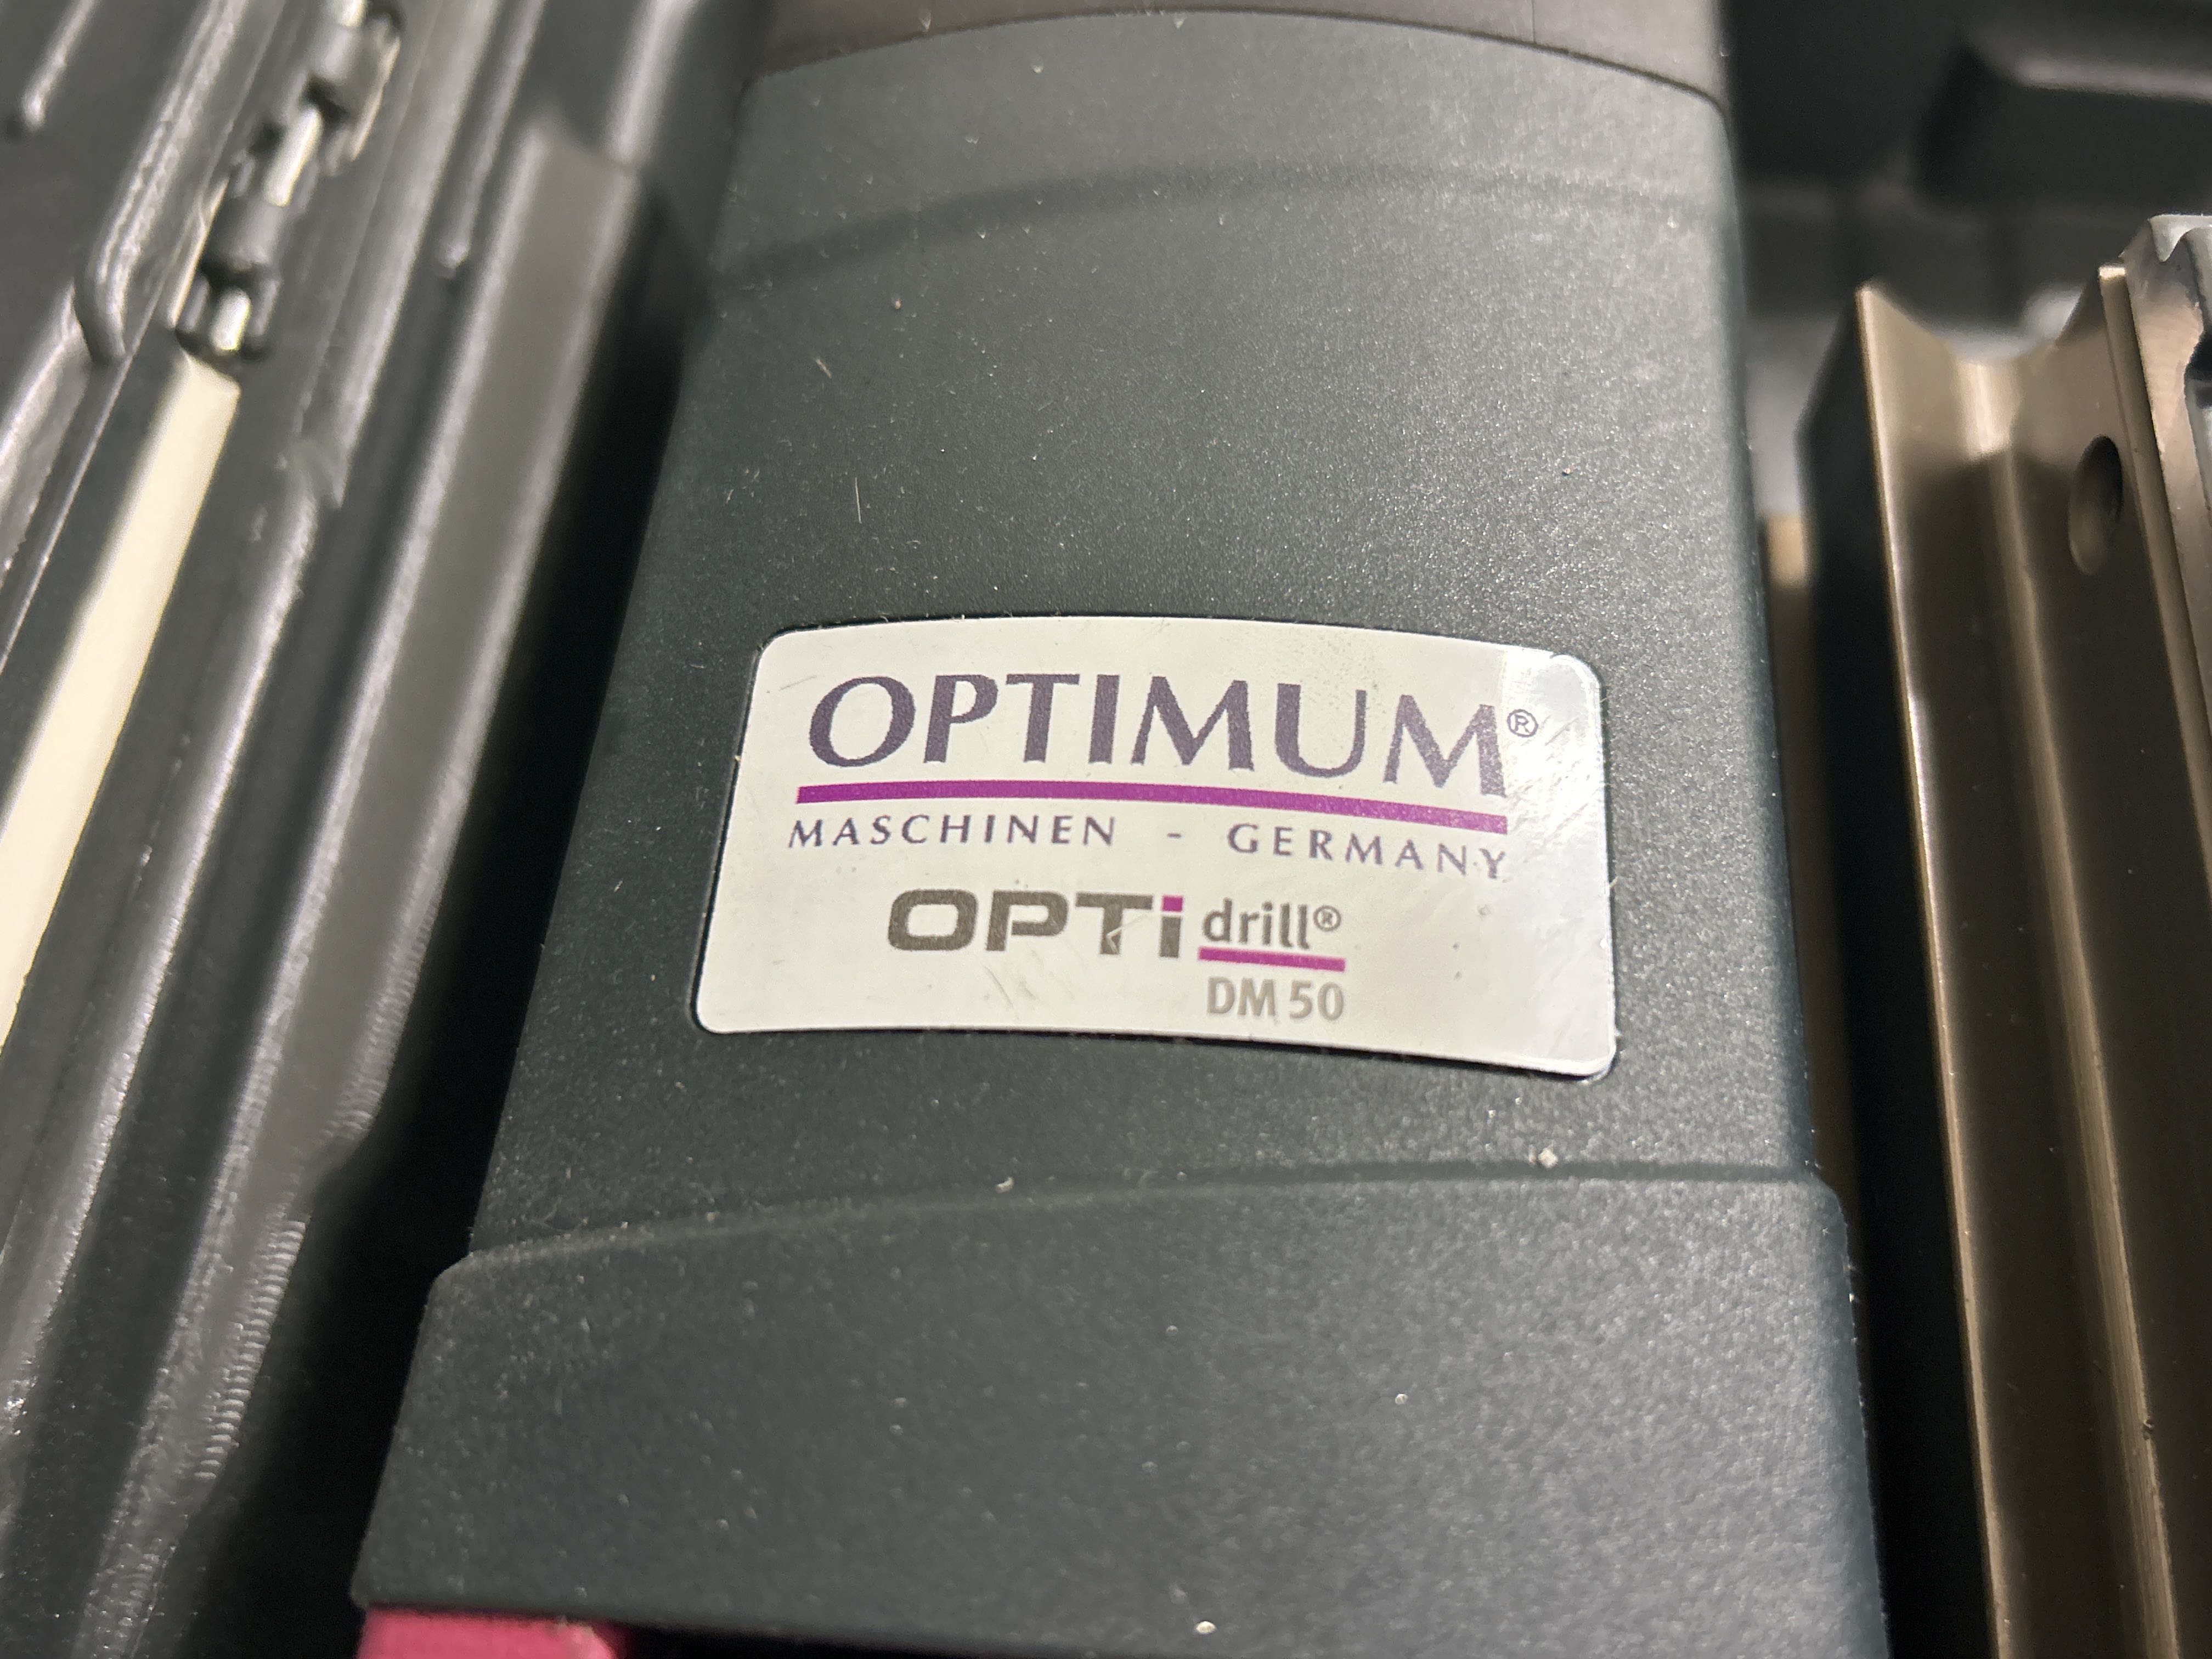 OPTIMUM®
MASCHINEN - GERMANY
OPTi drill®
DM 50